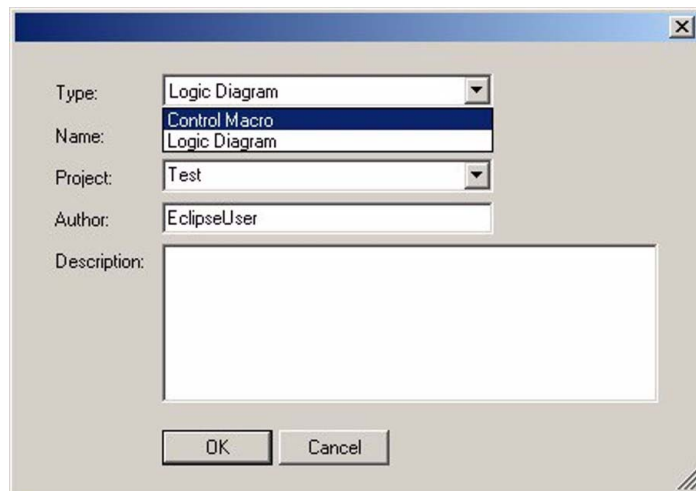 Type: Logic Diagram
Control Macro
Name: Logic Diagram
Project: Test
Author: EclipseUser
Description:
OK Cancel